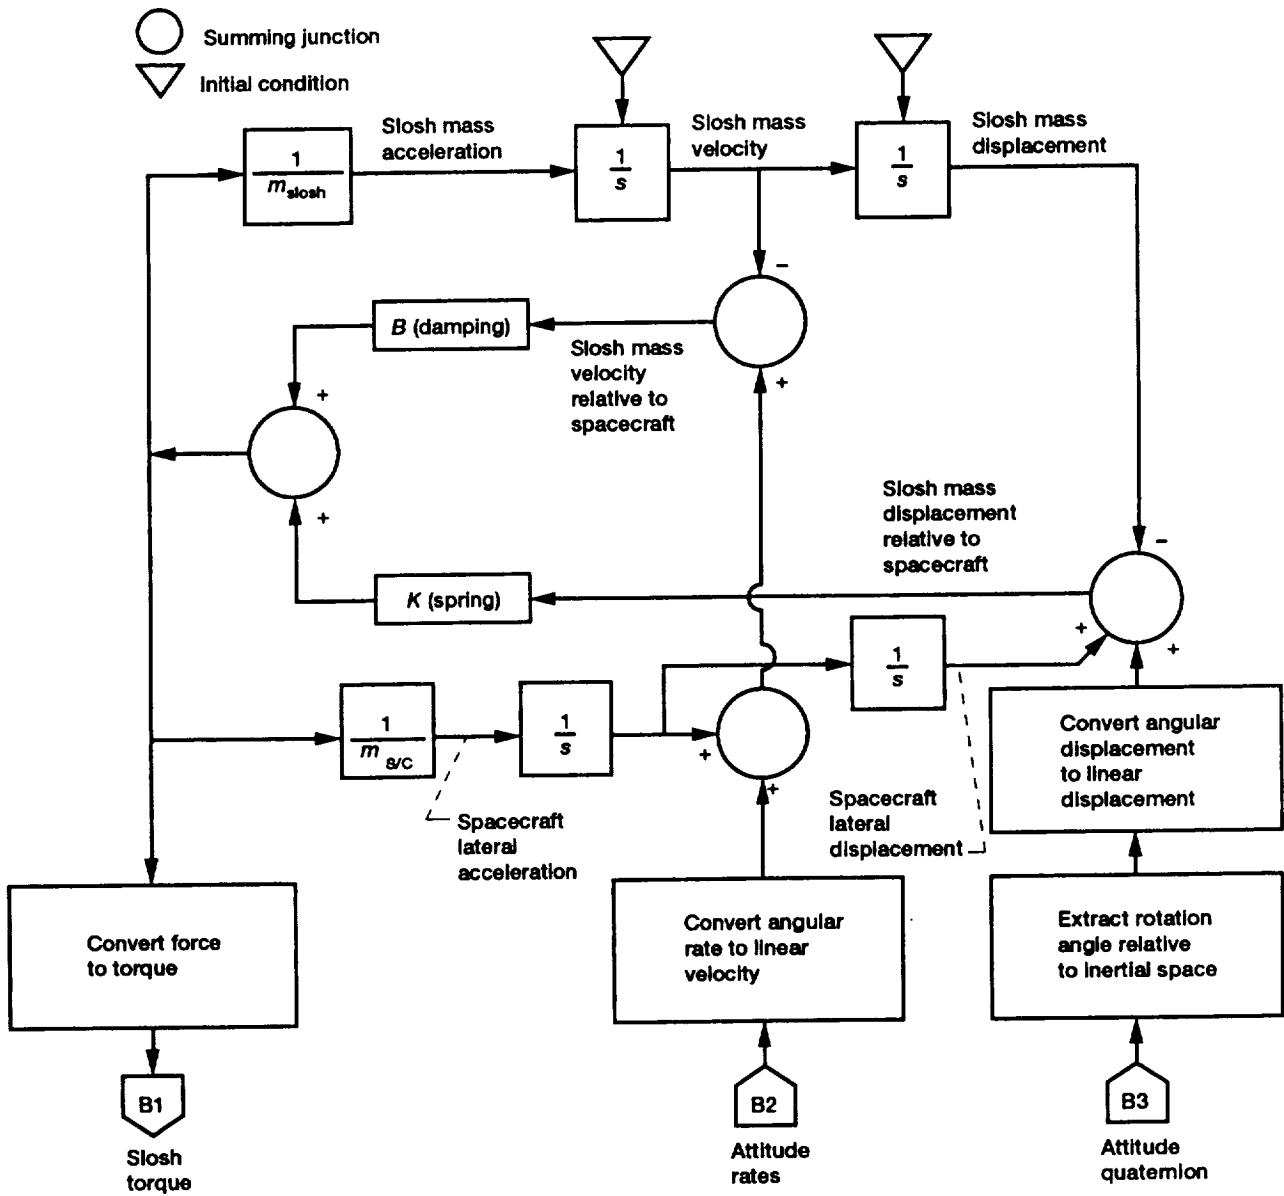 Summing junction
Initial condition
Slosh mass
acceleration
Slosh mass
velocity
Slosh mass
displacement
1
m slosh
1
s
1
s
−
B (damping)
Slosh mass
velocity
relative to
spacecraft
+
+
+
Slosh mass
displacement
relative to
spacecraft
−
K (spring)
+
+
1
s
1
m S/C
1
s
+
+
Spacecraft
lateral
acceleration
Spacecraft
lateral
displacement
Convert angular
displacement
to linear
displacement
Convert force
to torque
Convert angular
rate to linear
velocity
Extract rotation
angle relative
to inertial space
B1
B2
B3
Slosh
torque
Attitude
rates
Attitude
quaternion